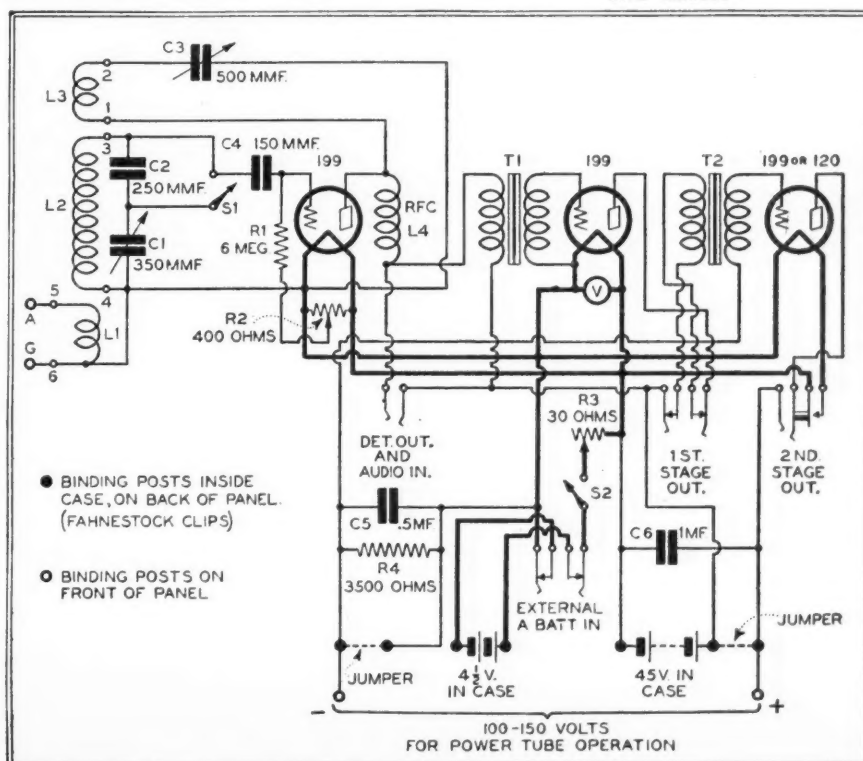 C3
500 MMF.
2
L3
1
3
C4 150 MMF.
C2
250 MMF.
S1
L2
C1
350 MMF.
4
R1
6 MEG
199
RFC
L4
T1
199
T2
199 OR 120
V
A
5
L1
G
6
R2
400 OHMS
DET. OUT.
AND
AUDIO IN.
R3
30 OHMS
S2
1 ST.
STAGE
OUT.
2 ND.
STAGE
OUT.
BINDING POSTS INSIDE
CASE, ON BACK OF PANEL.
(FAHNESTOCK CLIPS)
BINDING POSTS ON
FRONT OF PANEL
C5 .5MF.
R4
3500 OHMS
EXTERNAL
A BATT IN
C6 1MF.
JUMPER
4½ V.
IN CASE
45V. IN
CASE
JUMPER
- +
100-150 VOLTS
FOR POWER TUBE OPERATION